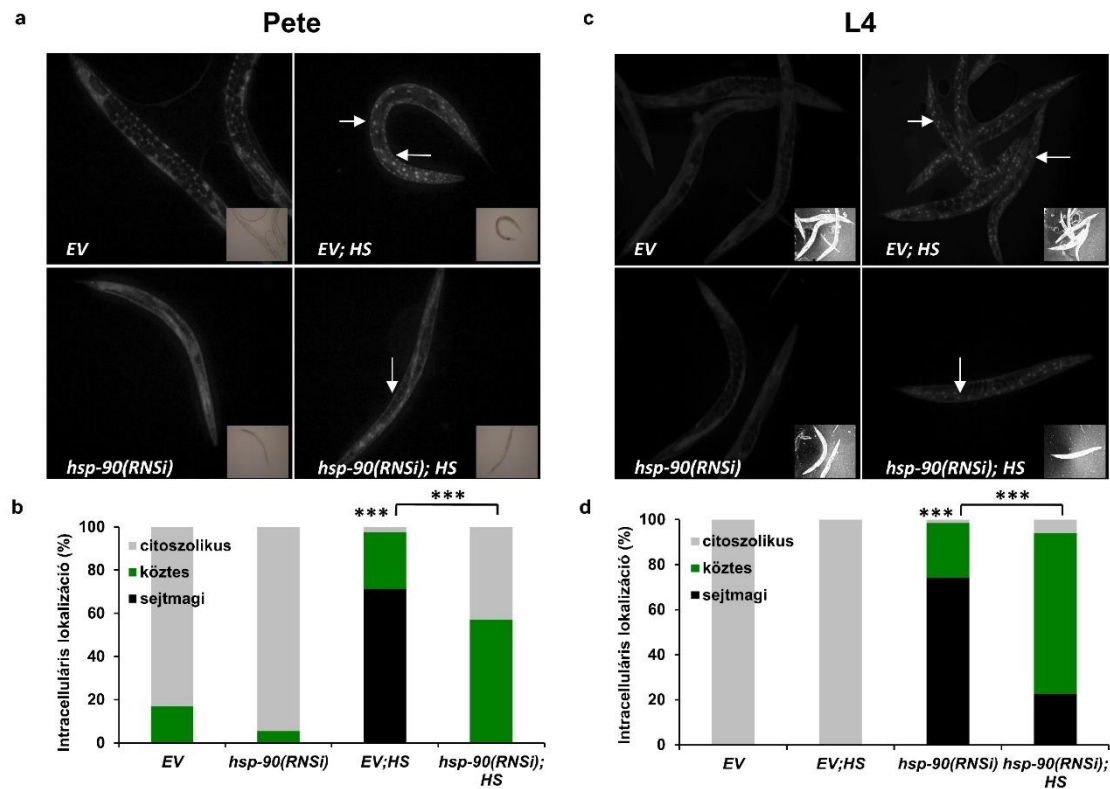 a
Pete
EV
EV; HS
hsp-90(RNSi)
hsp-90(RNSi); HS
b
Intracelluláris lokalizáció (%)
100
80
60
40
20
0
citoszolikus
köztes
sejtmagi
***
***
EV
hsp-90(RNSi)
EV;HS
hsp-90(RNSi);
HS
c
L4
EV
EV; HS
hsp-90(RNSi)
hsp-90(RNSi); HS
d
Intracelluláris lokalizáció (%)
100
80
60
40
20
0
citoszolikus
köztes
sejtmagi
***
***
EV
EV;HS
hsp-90(RNSi)
hsp-90(RNSi);
HS